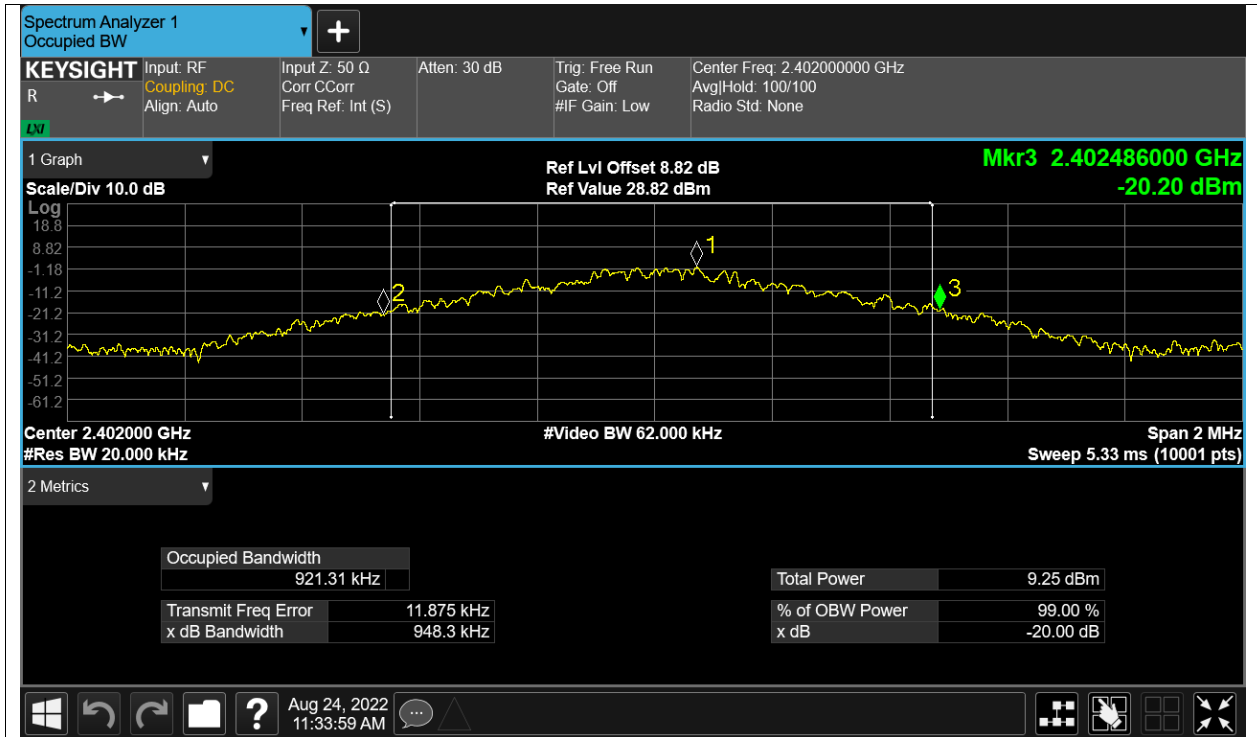 Spectrum Analyzer 1
Occupied BW
KEYSIGHT
R
LXI
Input: RF
Coupling: DC
Align: Auto
Input Z: 50 Ω
Corr CCorr
Freq Ref: Int (S)
Atten: 30 dB
Trig: Free Run
Gate: Off
#IF Gain: Low
Center Freq: 2.402000000 GHz
Avg|Hold: 100/100
Radio Std: None
1 Graph
Scale/Div 10.0 dB
Ref Lvl Offset 8.82 dB
Ref Value 28.82 dBm
Mkr3 2.402486000 GHz
-20.20 dBm
Log
18.8
8.82
-1.18
-11.2
-21.2
-31.2
-41.2
-51.2
-61.2
1
2
3
Center 2.402000 GHz
#Res BW 20.000 kHz
#Video BW 62.000 kHz
Span 2 MHz
Sweep 5.33 ms (10001 pts)
2 Metrics
Occupied Bandwidth
921.31 kHz
Transmit Freq Error 11.875 kHz
x dB Bandwidth 948.3 kHz
Total Power 9.25 dBm
% of OBW Power 99.00 %
x dB -20.00 dB
?
Aug 24, 2022
11:33:59 AM